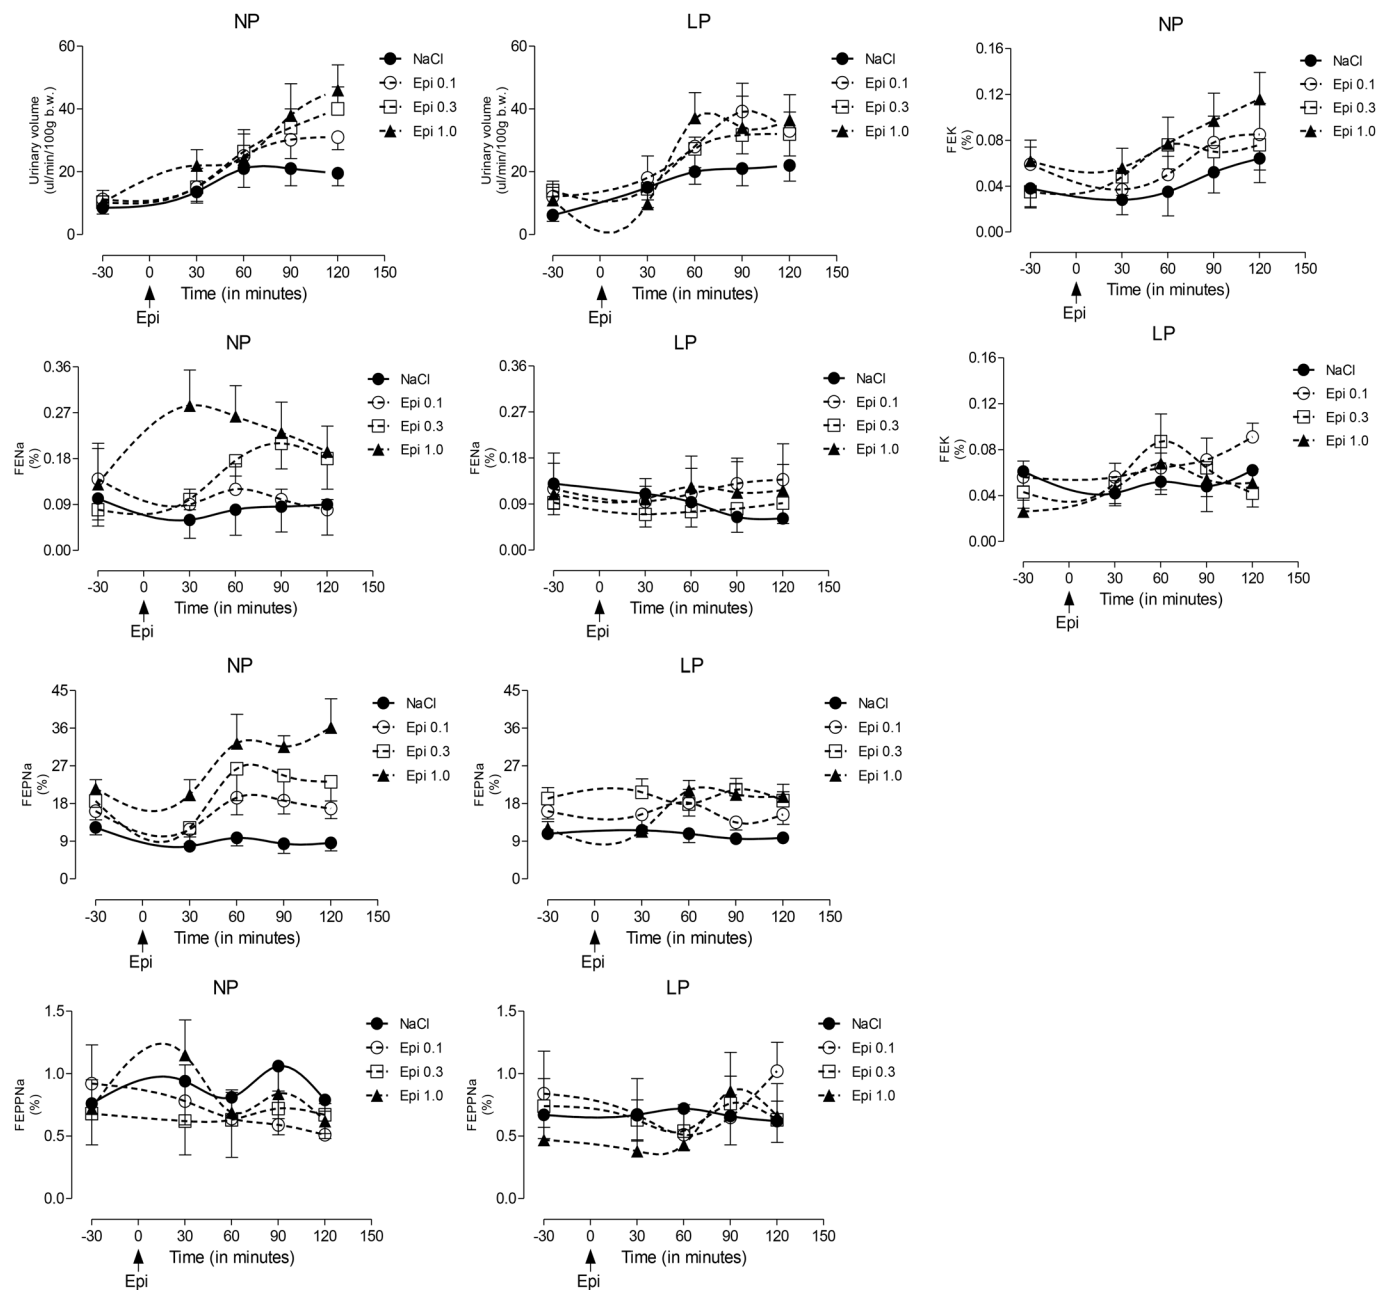 NP
60
40
20
0
Urinary volume
(ul/min/100g b.w.)
NaCl
Epi 0.1
Epi 0.3
Epi 1.0
-30 0 30 60 90 120 150
Time (in minutes)
Epi
LP
60
40
20
0
Urinary volume
(ul/min/100g b.w.)
NaCl
Epi 0.1
Epi 0.3
Epi 1.0
-30 0 30 60 90 120 150
Time (in minutes)
Epi
NP
0.16
0.12
0.08
0.04
0.00
FEK
(%)
NaCl
Epi 0.1
Epi 0.3
Epi 1.0
-30 0 30 60 90 120 150
Time (in minutes)
Epi
NP
0.36
0.27
0.18
0.09
0.00
FENa
(%)
NaCl
Epi 0.1
Epi 0.3
Epi 1.0
-30 0 30 60 90 120 150
Time (in minutes)
Epi
LP
0.36
0.27
0.18
0.09
0.00
FENa
(%)
NaCl
Epi 0.1
Epi 0.3
Epi 1.0
-30 0 30 60 90 120 150
Time (in minutes)
Epi
LP
0.16
0.12
0.08
0.04
0.00
FEK
(%)
NaCl
Epi 0.1
Epi 0.3
Epi 1.0
-30 0 30 60 90 120 150
Time (in minutes)
Epi
NP
45
36
27
18
9
0
FEPNa
(%)
NaCl
Epi 0.1
Epi 0.3
Epi 1.0
-30 0 30 60 90 120 150
Time (in minutes)
Epi
LP
45
36
27
18
9
0
FEPNa
(%)
NaCl
Epi 0.1
Epi 0.3
Epi 1.0
-30 0 30 60 90 120 150
Time (in minutes)
Epi
NP
1.5
1.0
0.5
0.0
FEPPNa
(%)
NaCl
Epi 0.1
Epi 0.3
Epi 1.0
-30 0 30 60 90 120 150
Time (in minutes)
Epi
LP
1.5
1.0
0.5
0.0
FEPPNa
(%)
NaCl
Epi 0.1
Epi 0.3
Epi 1.0
-30 0 30 60 90 120 150
Time (in minutes)
Epi